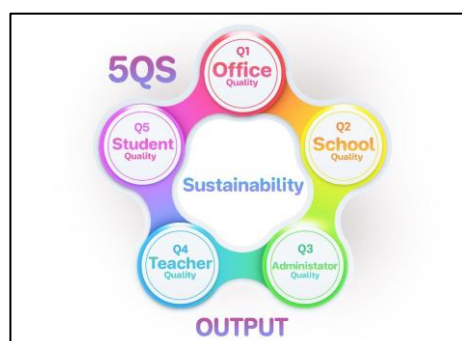 5QS
Q1
Office
Quality
Q2
School
Quality
Q3
Administator
Quality
Q4
Teacher
Quality
Q5
Student
Quality
Sustainability
OUTPUT